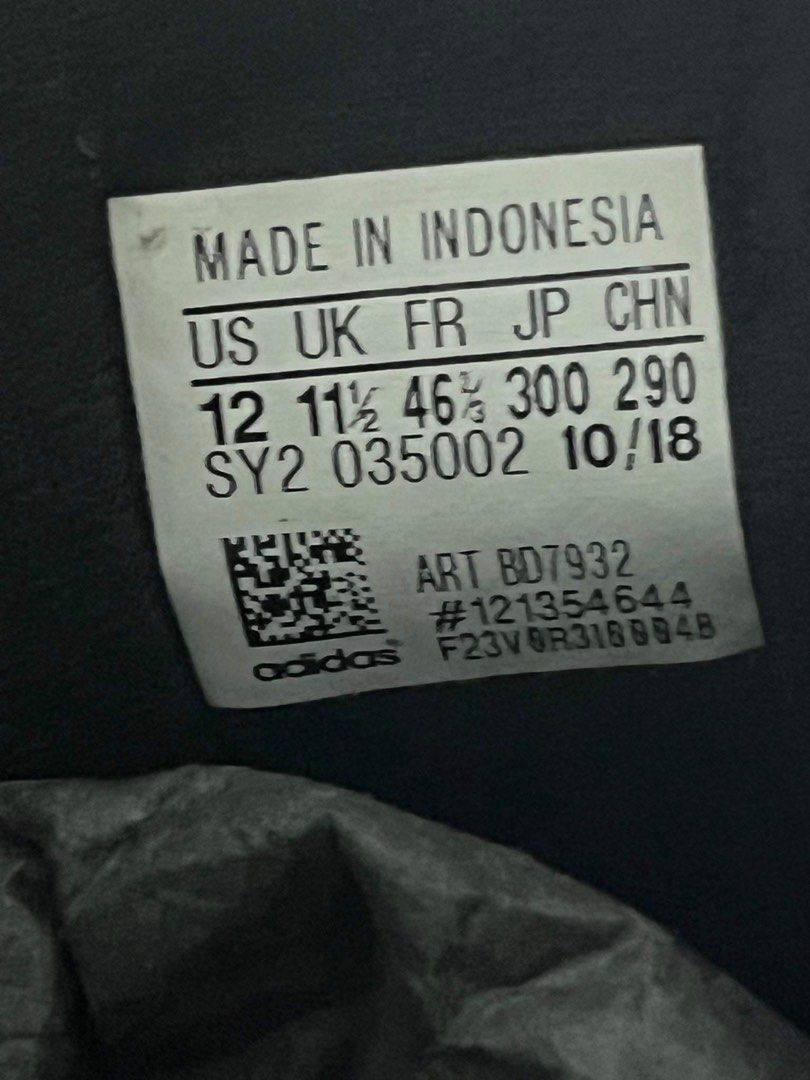 MADE IN INDONESIA
US UK FR JP CHN
12 11½ 46⅔ 300 290
SY2 035002 10/18
ART BD7932
#121354644
adidas